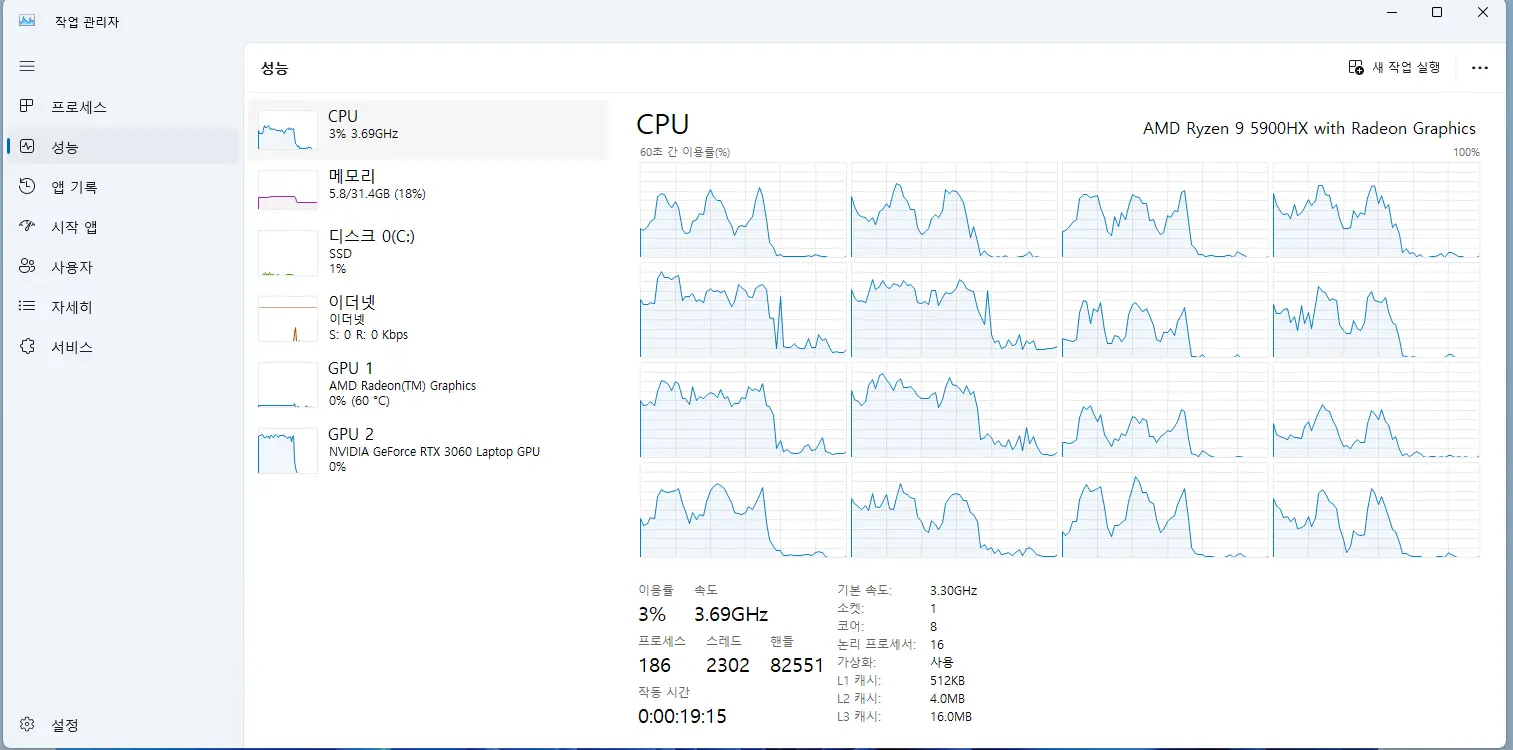 작업 관리자
프로세스
성능
앱 기록
시작 앱
사용자
자세히
서비스
설정
성능
새 작업 실행
CPU
3% 3.69GHz
메모리
5.8/31.4GB (18%)
디스크 0(C:)
SSD
1%
이더넷
이더넷
S: 0 R: 0 Kbps
GPU 1
AMD Radeon(TM) Graphics
0% (60 °C)
GPU 2
NVIDIA GeForce RTX 3060 Laptop GPU
0%
CPU
AMD Ryzen 9 5900HX with Radeon Graphics
60초 간 이용률(%)
100%
이용률 속도
3% 3.69GHz
프로세스 스레드 핸들
186 2302 82551
작동 시간
0:00:19:15
기본 속도: 3.30GHz
소켓: 1
코어: 8
논리 프로세서: 16
가상화: 사용
L1 캐시: 512KB
L2 캐시: 4.0MB
L3 캐시: 16.0MB